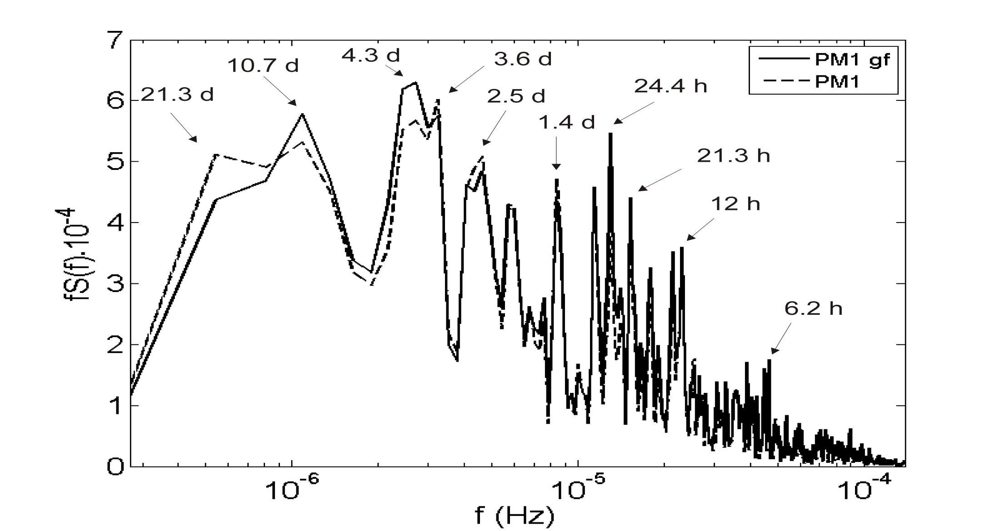 7
6
5
4
3
2
1
0
fS(f).10-4
21.3 d
10.7 d
4.3 d
3.6 d
2.5 d
1.4 d
24.4 h
21.3 h
12 h
6.2 h
PM1 gf
PM1
10-6
10-5
10-4
f (Hz)